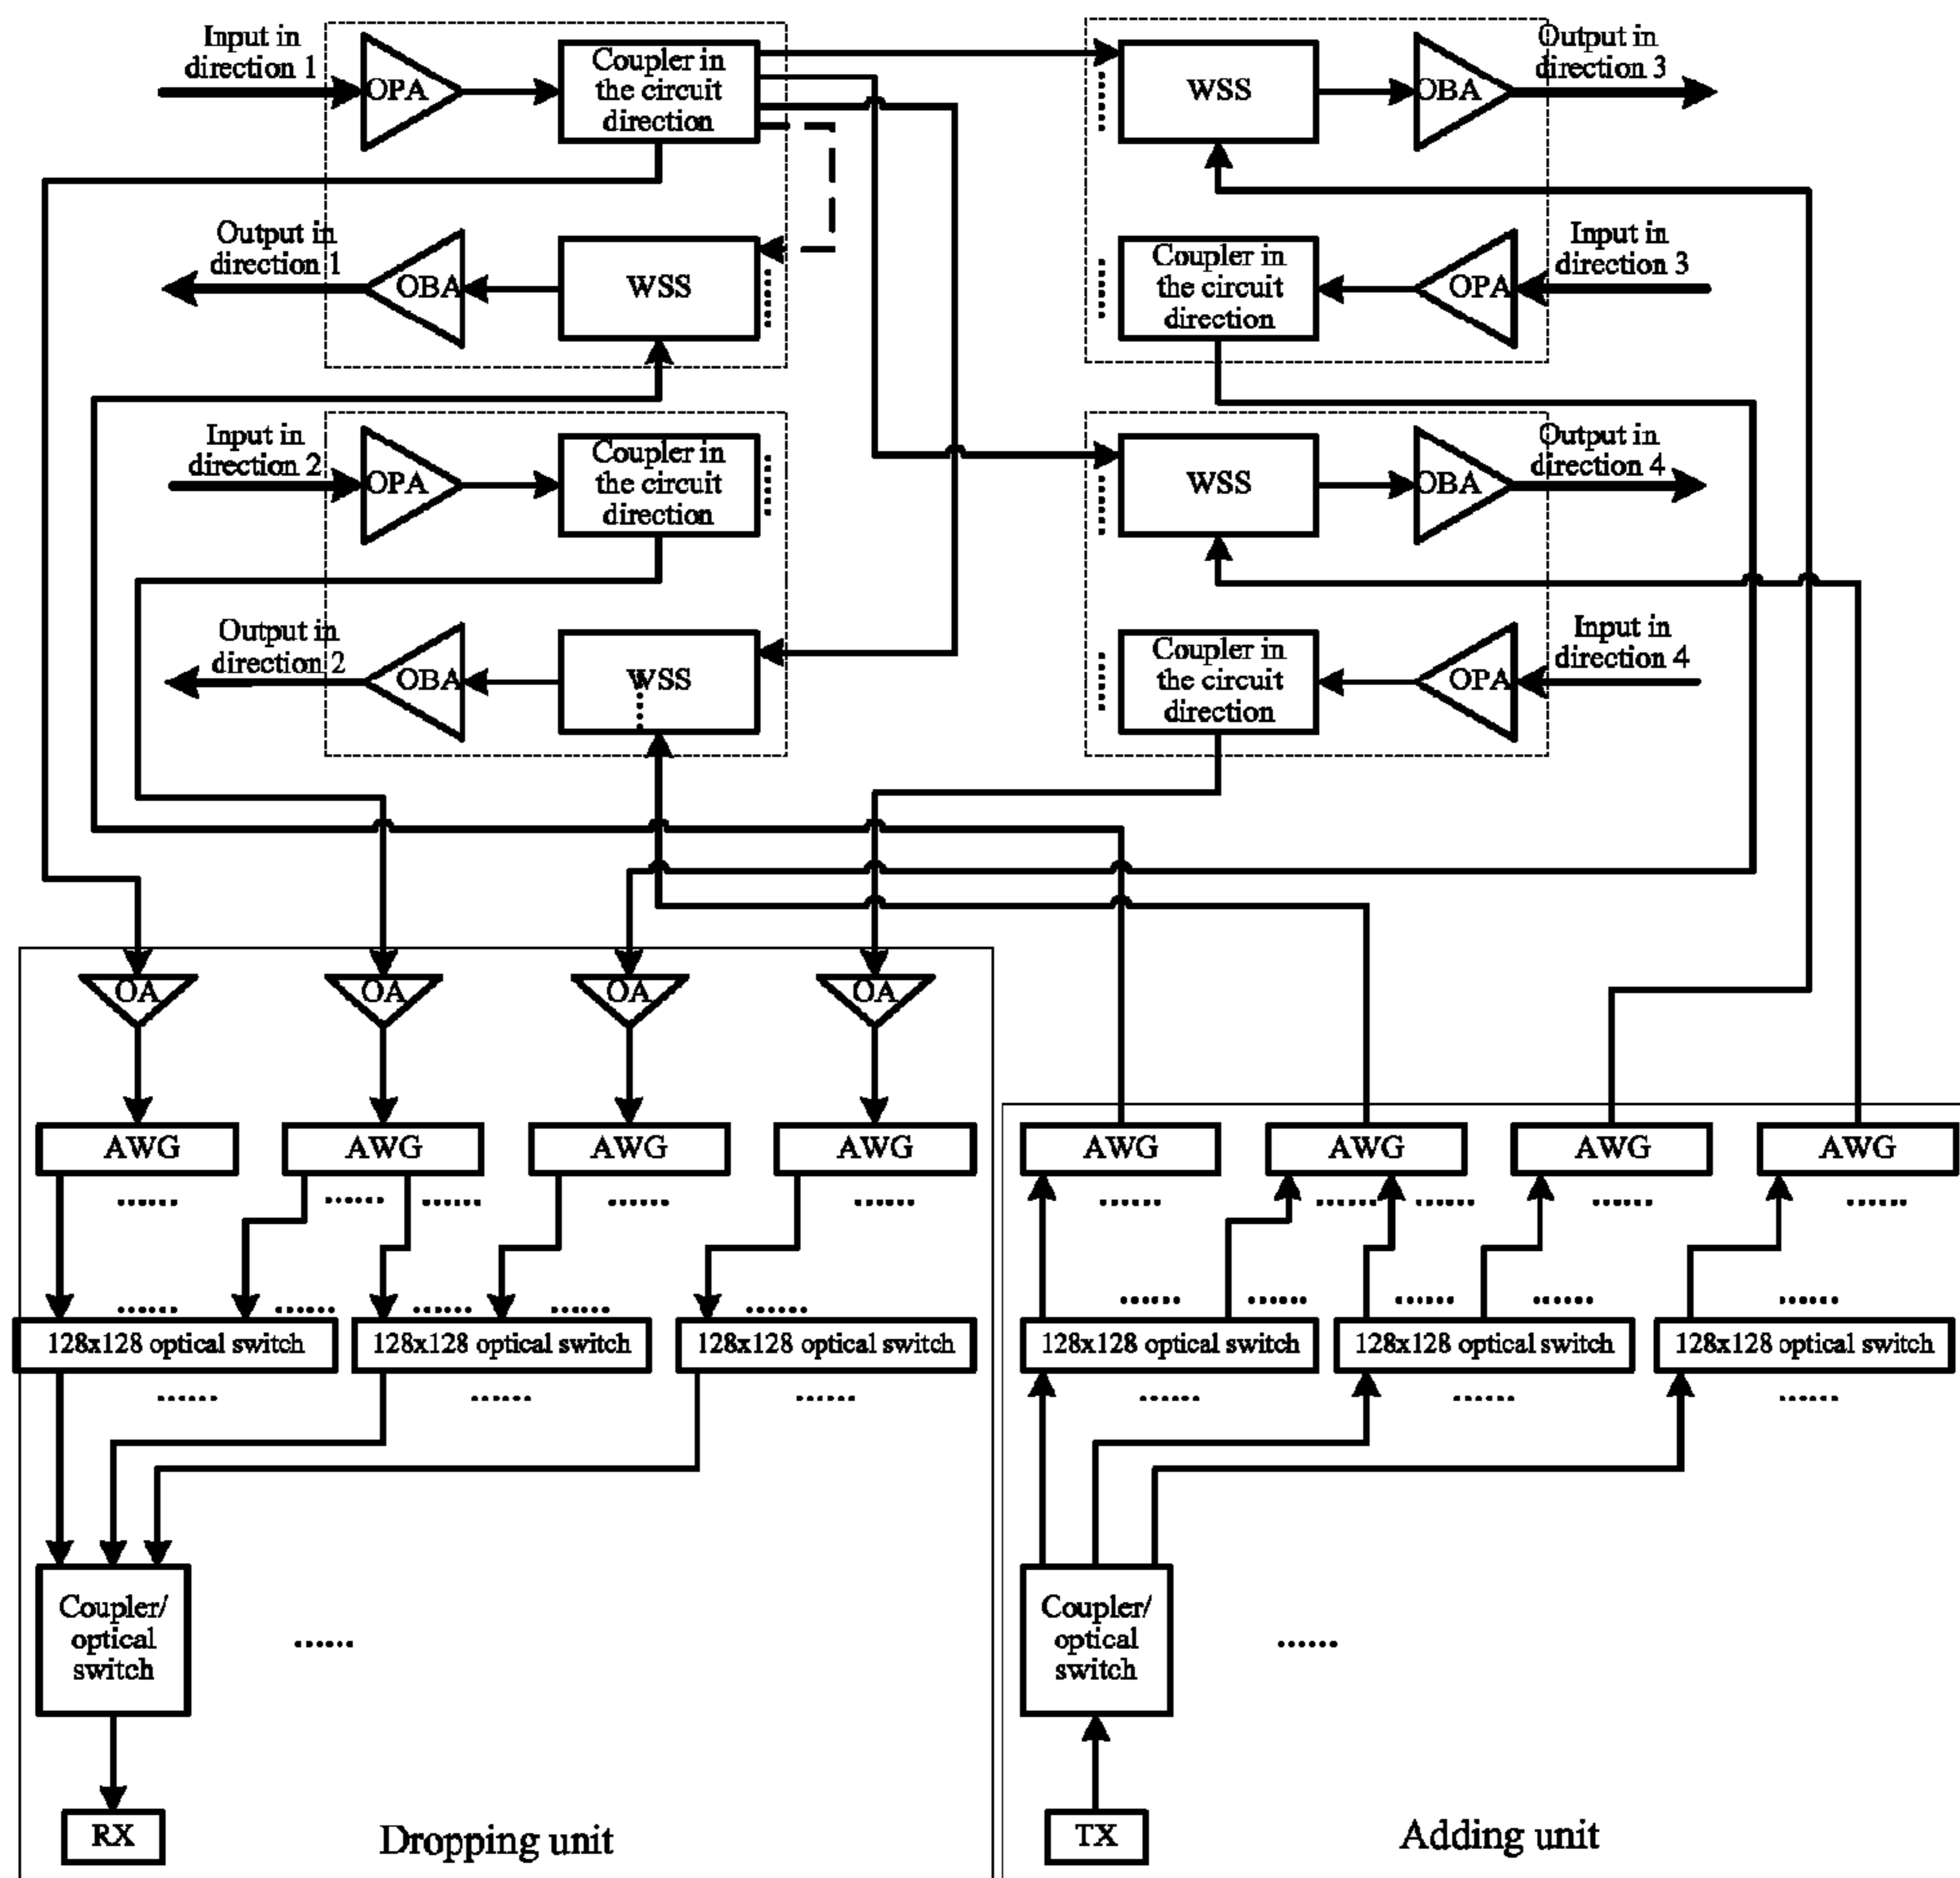 Input in
direction 1
OPA
Coupler in
the circuit
direction
WSS
OBA
Output in
direction 3
Output in
direction 1
OBA
WSS
Coupler in
the circuit
direction
OPA
Input in
direction 3
Input in
direction 2
OPA
Coupler in
the circuit
direction
WSS
OBA
Output in
direction 4
Output in
direction 2
OBA
WSS
Coupler in
the circuit
direction
OPA
Input in
direction 4
OA
OA
OA
OA
AWG
AWG
AWG
AWG
AWG
AWG
AWG
AWG
128x128 optical switch
128x128 optical switch
128x128 optical switch
128x128 optical switch
128x128 optical switch
128x128 optical switch
Coupler/
optical
switch
Coupler/
optical
switch
RX
Dropping unit
TX
Adding unit